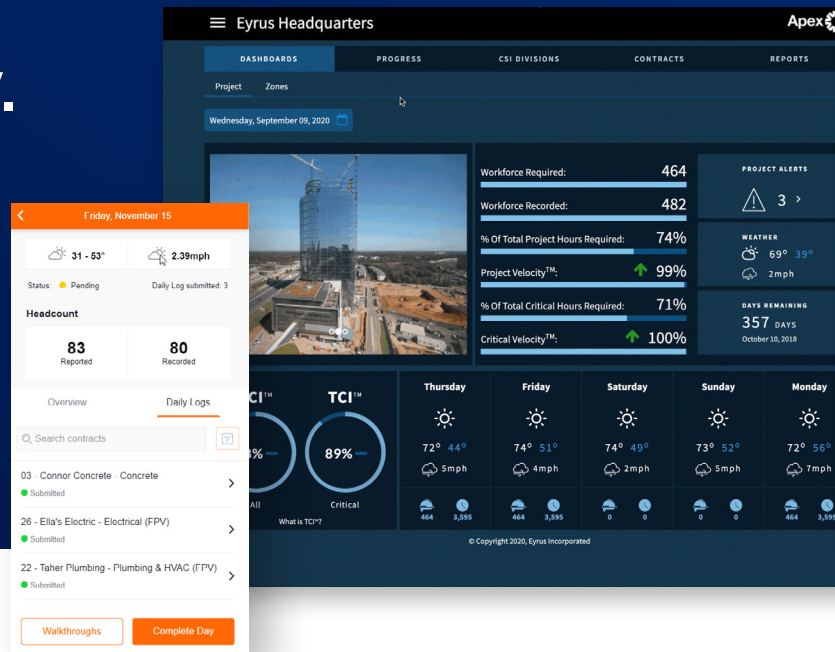 Eyrus Headquarters
Apex
DASHBOARDS PROGRESS CSI DIVISIONS CONTRACTS REPORTS
Project Zones
Wednesday, September 09, 2020
Workforce Required: 464
Workforce Recorded: 482
% Of Total Project Hours Required: 74%
Project Velocity™: 99%
% Of Total Critical Hours Required: 71%
Critical Velocity™: 100%
PROJECT ALERTS
3 >
WEATHER
69° 39°
2mph
DAYS REMAINING
357 DAYS
October 10, 2018
Friday, November 15
31 - 53° 2.39mph
Status: Pending Daily Log submitted: 3
Headcount
83 80
Reported Recorded
Overview Daily Logs
Search contracts
03 - Connor Concrete - Concrete
Submitted
26 - Ella's Electric - Electrical (FPV)
Submitted
22 - Taher Plumbing - Plumbing & HVAC (FPV)
Submitted
Walkthroughs Complete Day
TCI™
89%
All Critical
What is TCI™?
Thursday Friday Saturday Sunday Monday
72° 44° 74° 51° 74° 49° 73° 52° 72° 56°
5mph 4mph 2mph 5mph 7mph
464 3,595 464 3,595 0 0 0 0 464 3,595
© Copyright 2020, Eyrus Incorporated